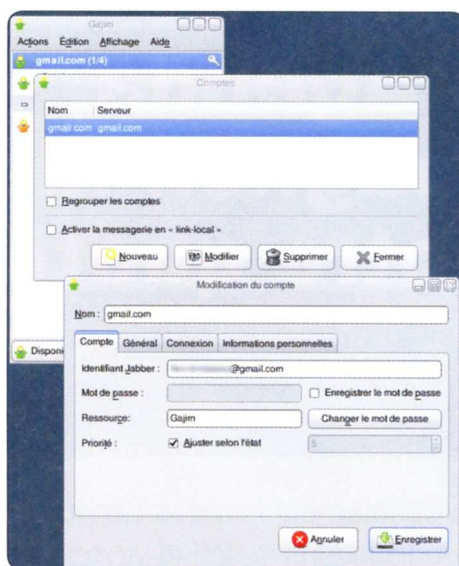 Gajim
Actions Édition Affichage Aide
gmail.com (1/4)
Comptes
Nom Serveur
gmail.com gmail.com
Regrouper les comptes
Activer la messagerie en « link-local »
Nouveau Modifier Supprimer Fermer
Modification du compte
Nom : gmail.com
Compte Général Connexion Informations personnelles
Identifiant Jabber : @gmail.com
Mot de passe : Enregistrer le mot de passe
Ressource: Gajim Changer le mot de passe
Priorité : Ajuster selon l'état 5
Disponi
Annuler Enregistrer